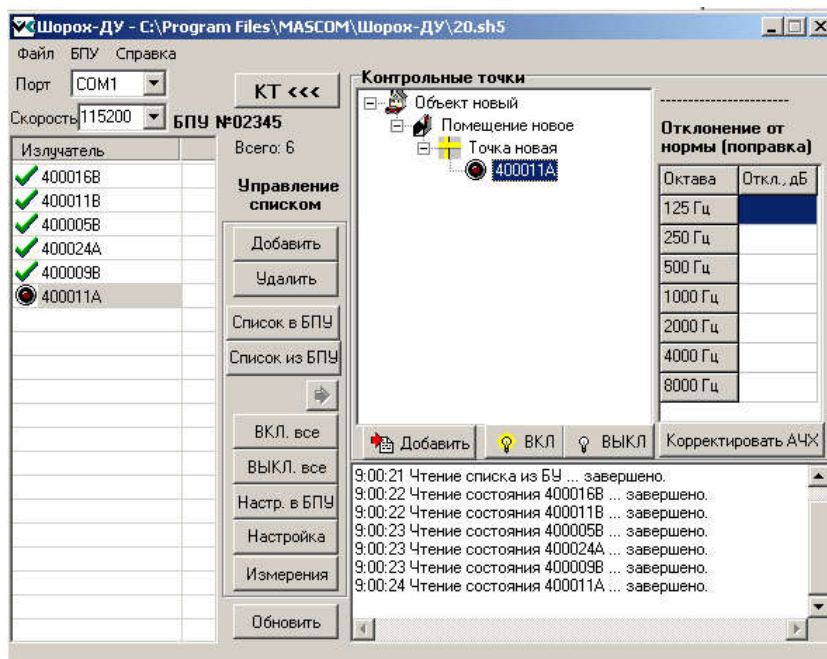 Шорох-ДУ - C:\Program Files\MASCOM\Шорох-ДУ\20.sh5
Файл БПУ Справка
Порт COM1
Скорость 115200
КТ <<<
БПУ №02345
Всего: 6
Излучатель
400016В
400011В
400005В
400024А
400009В
400011А
Управление
списком
Добавить
Удалить
Список в БПУ
Список из БПУ
ВКЛ. все
ВЫКЛ. все
Настр. в БПУ
Настройка
Измерения
Обновить
Контрольные точки
Объект новый
Помещение новое
Точка новая
400011А
Добавить
ВКЛ
ВЫКЛ
-----------------------
Отклонение от
нормы (поправка)
Октава Откл., дБ
125 Гц
250 Гц
500 Гц
1000 Гц
2000 Гц
4000 Гц
8000 Гц
Корректировать АЧХ
9:00:21 Чтение списка из БУ ... завершено.
9:00:22 Чтение состояния 400016В ... завершено.
9:00:22 Чтение состояния 400011В ... завершено.
9:00:23 Чтение состояния 400005В ... завершено.
9:00:23 Чтение состояния 400024А ... завершено.
9:00:23 Чтение состояния 400009В ... завершено.
9:00:24 Чтение состояния 400011А ... завершено.